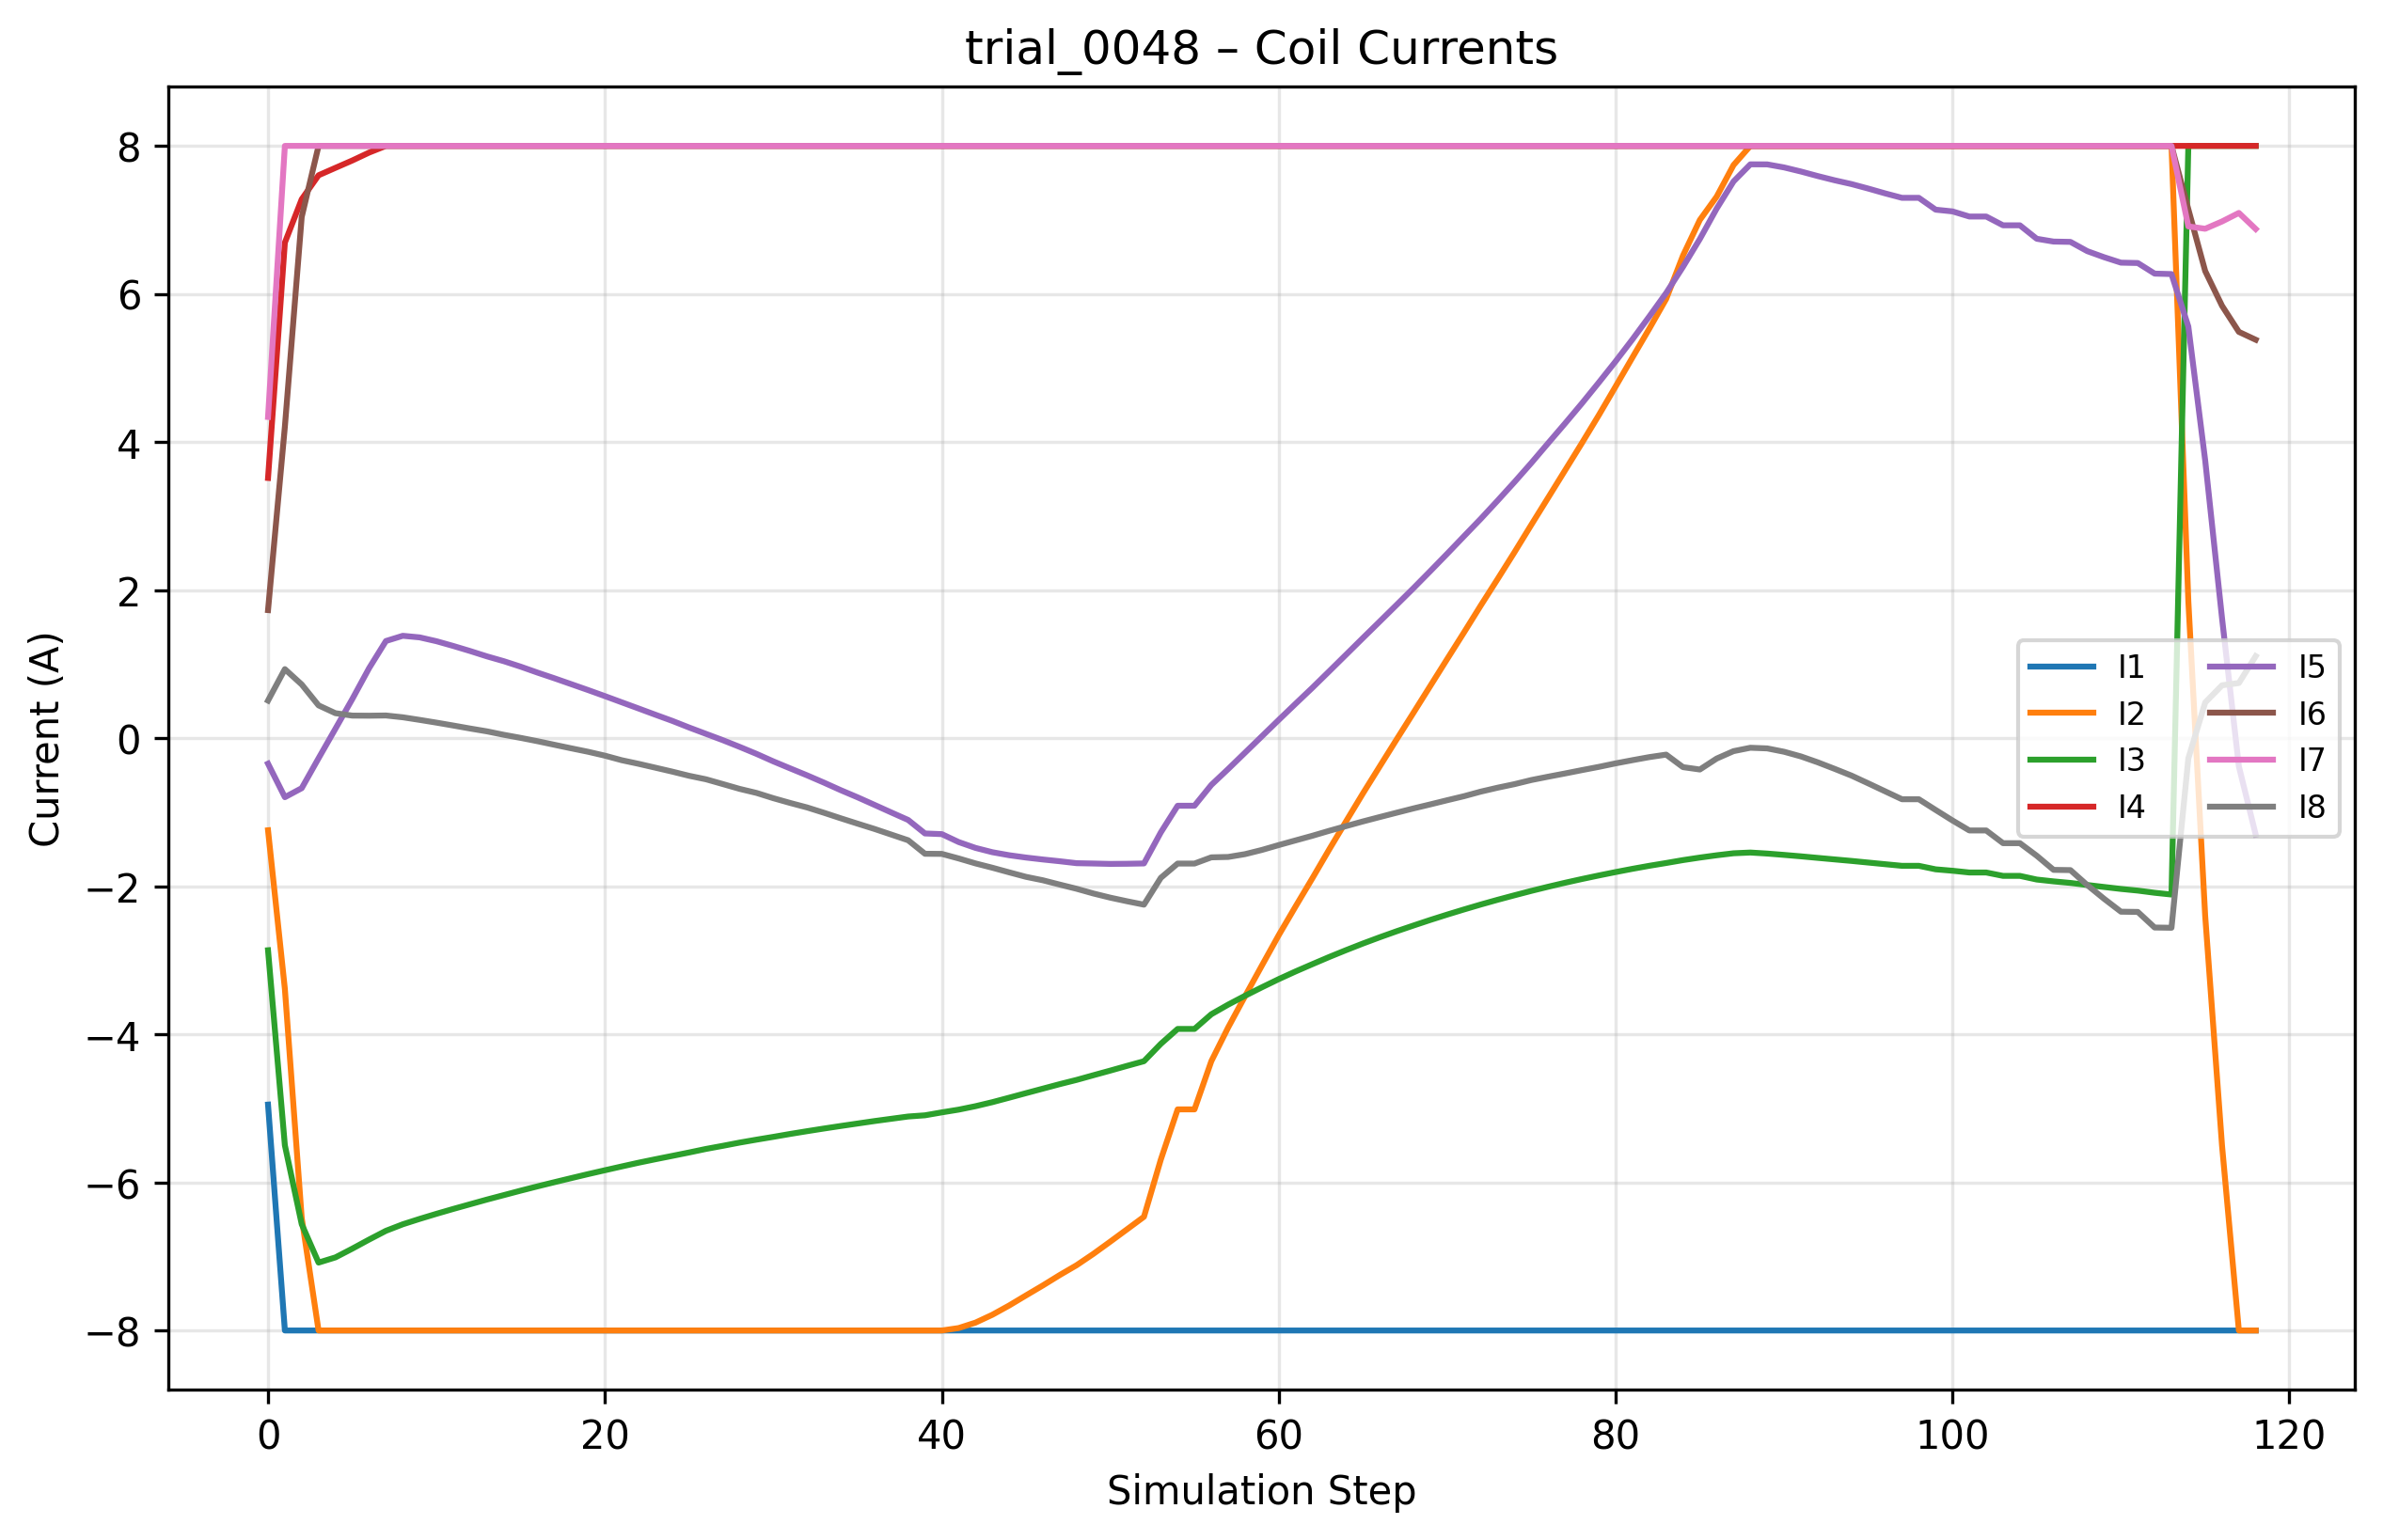 trial_0048 – Coil Currents
Current (A)
8
6
4
2
0
−2
−4
−6
−8
I1
I2
I3
I4
I5
I6
I7
I8
0
20
40
60
80
100
120
Simulation Step